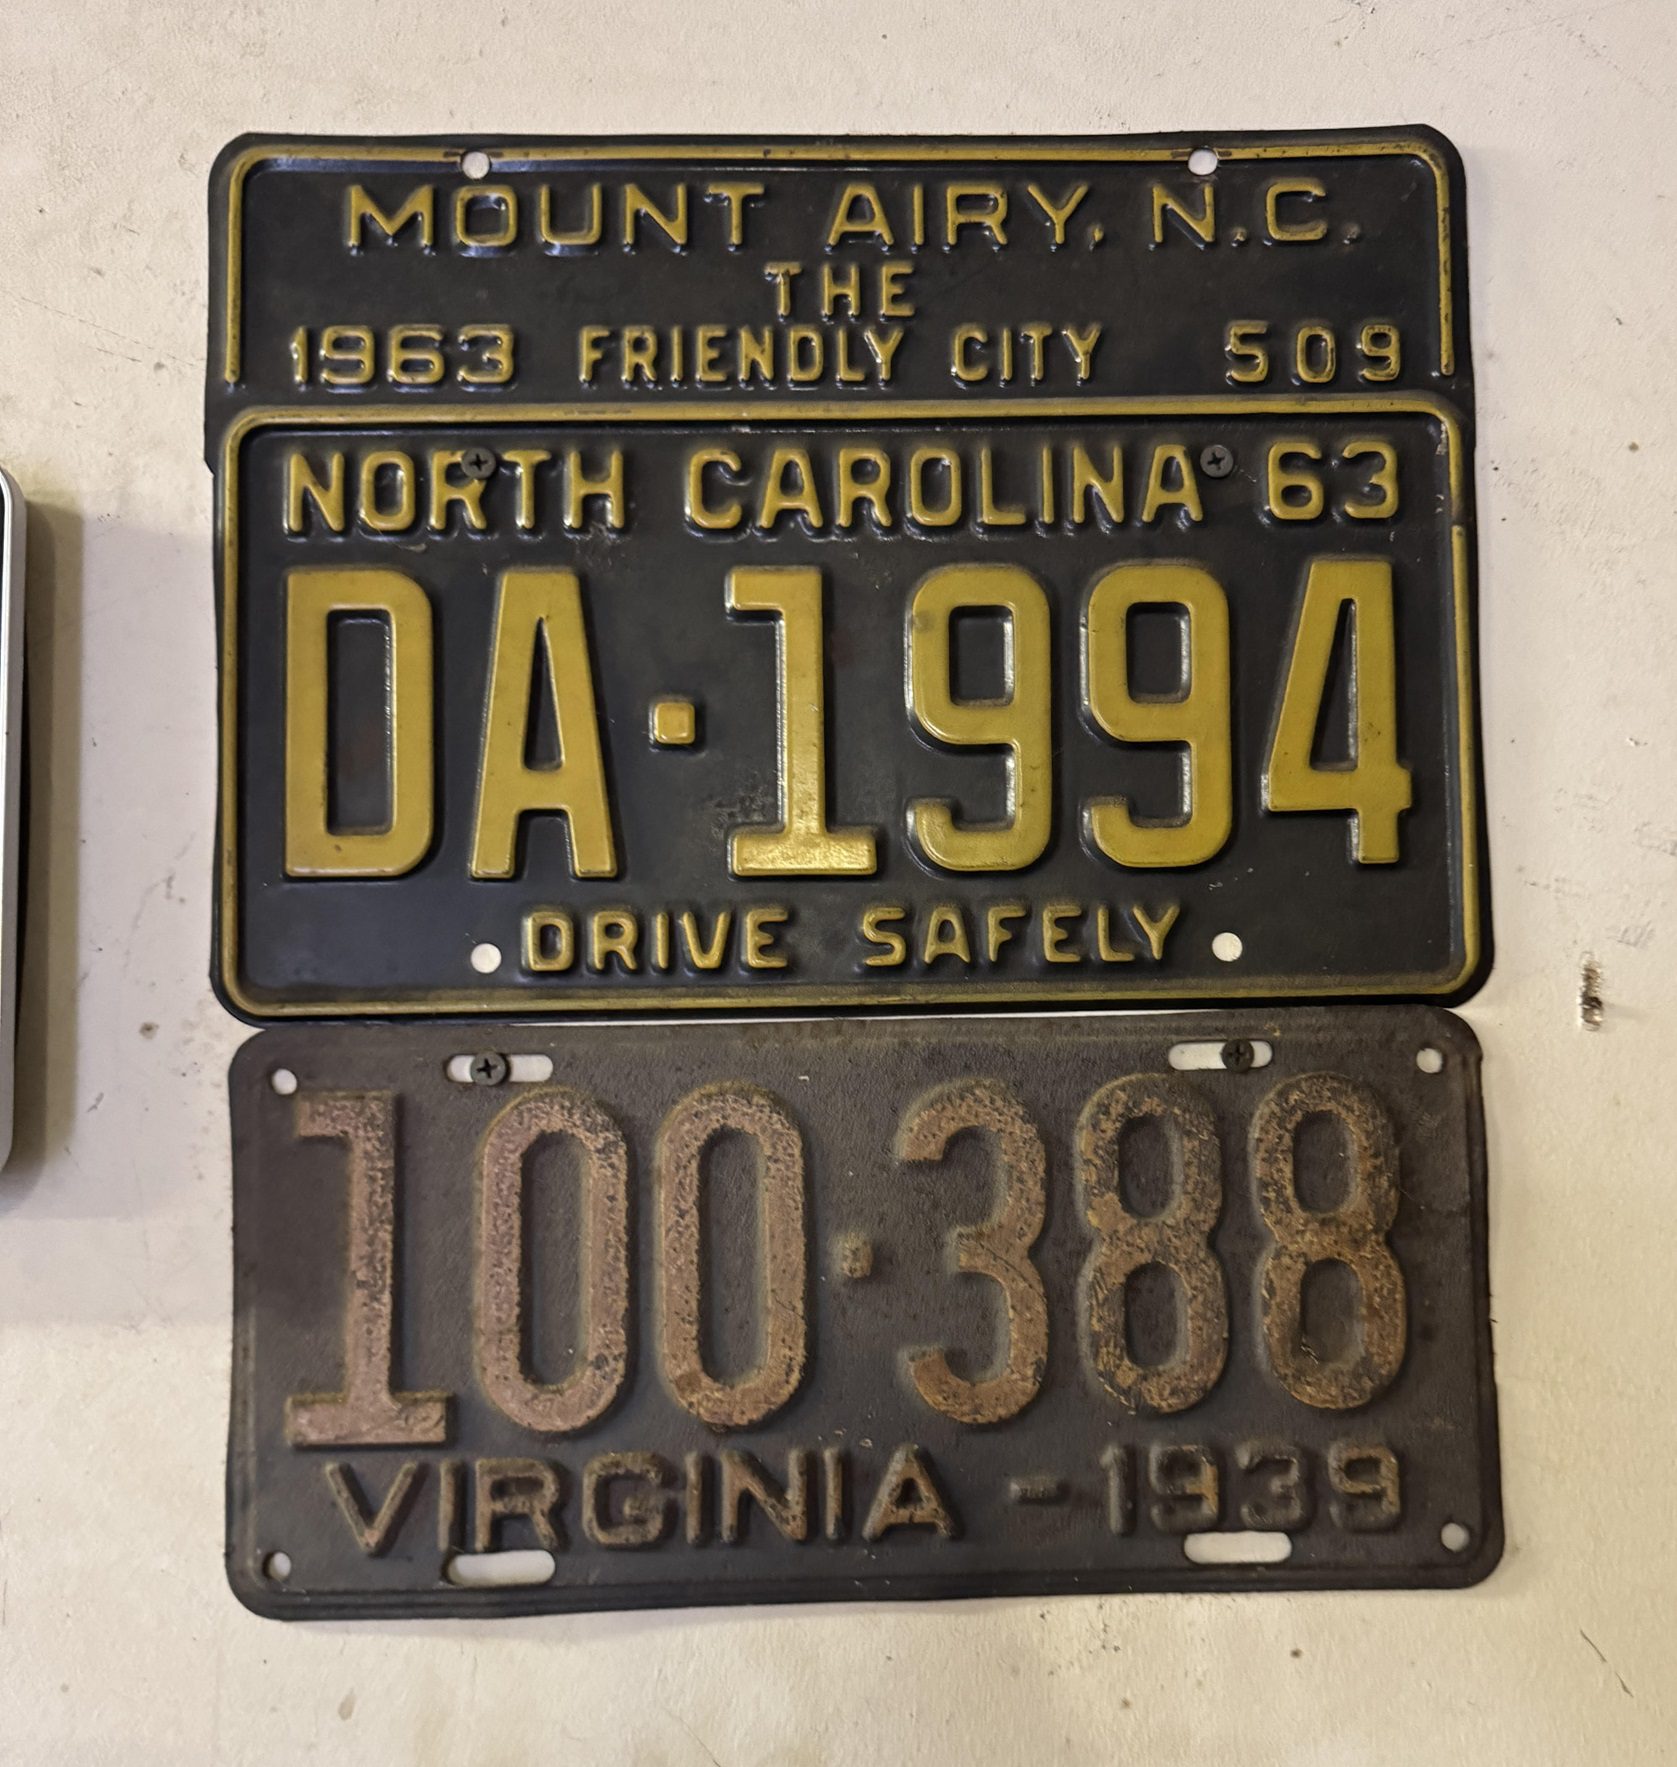 MOUNT AIRY, N.C.
THE
1963 FRIENDLY CITY 509
NORTH CAROLINA 63
DA·1994
DRIVE SAFELY
100·388
VIRGINIA - 1939